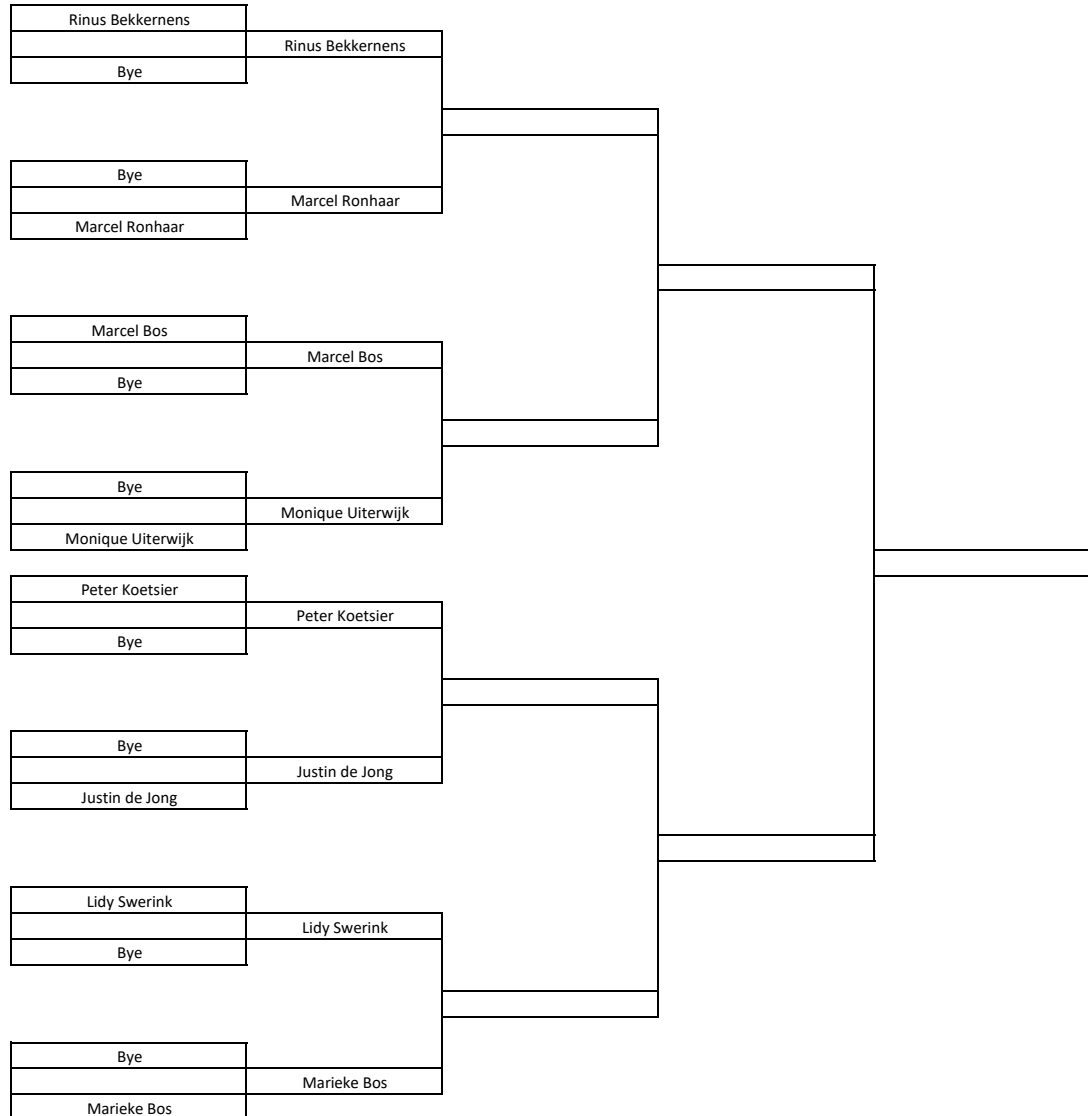 Rinus Bekkernens
Rinus Bekkernens
Bye
Bye
Marcel Ronhaar
Marcel Ronhaar
Marcel Bos
Marcel Bos
Bye
Bye
Monique Uiterwijk
Monique Uiterwijk
Peter Koetsier
Peter Koetsier
Bye
Bye
Justin de Jong
Justin de Jong
Lidy Swerink
Lidy Swerink
Bye
Bye
Marieke Bos
Marieke Bos